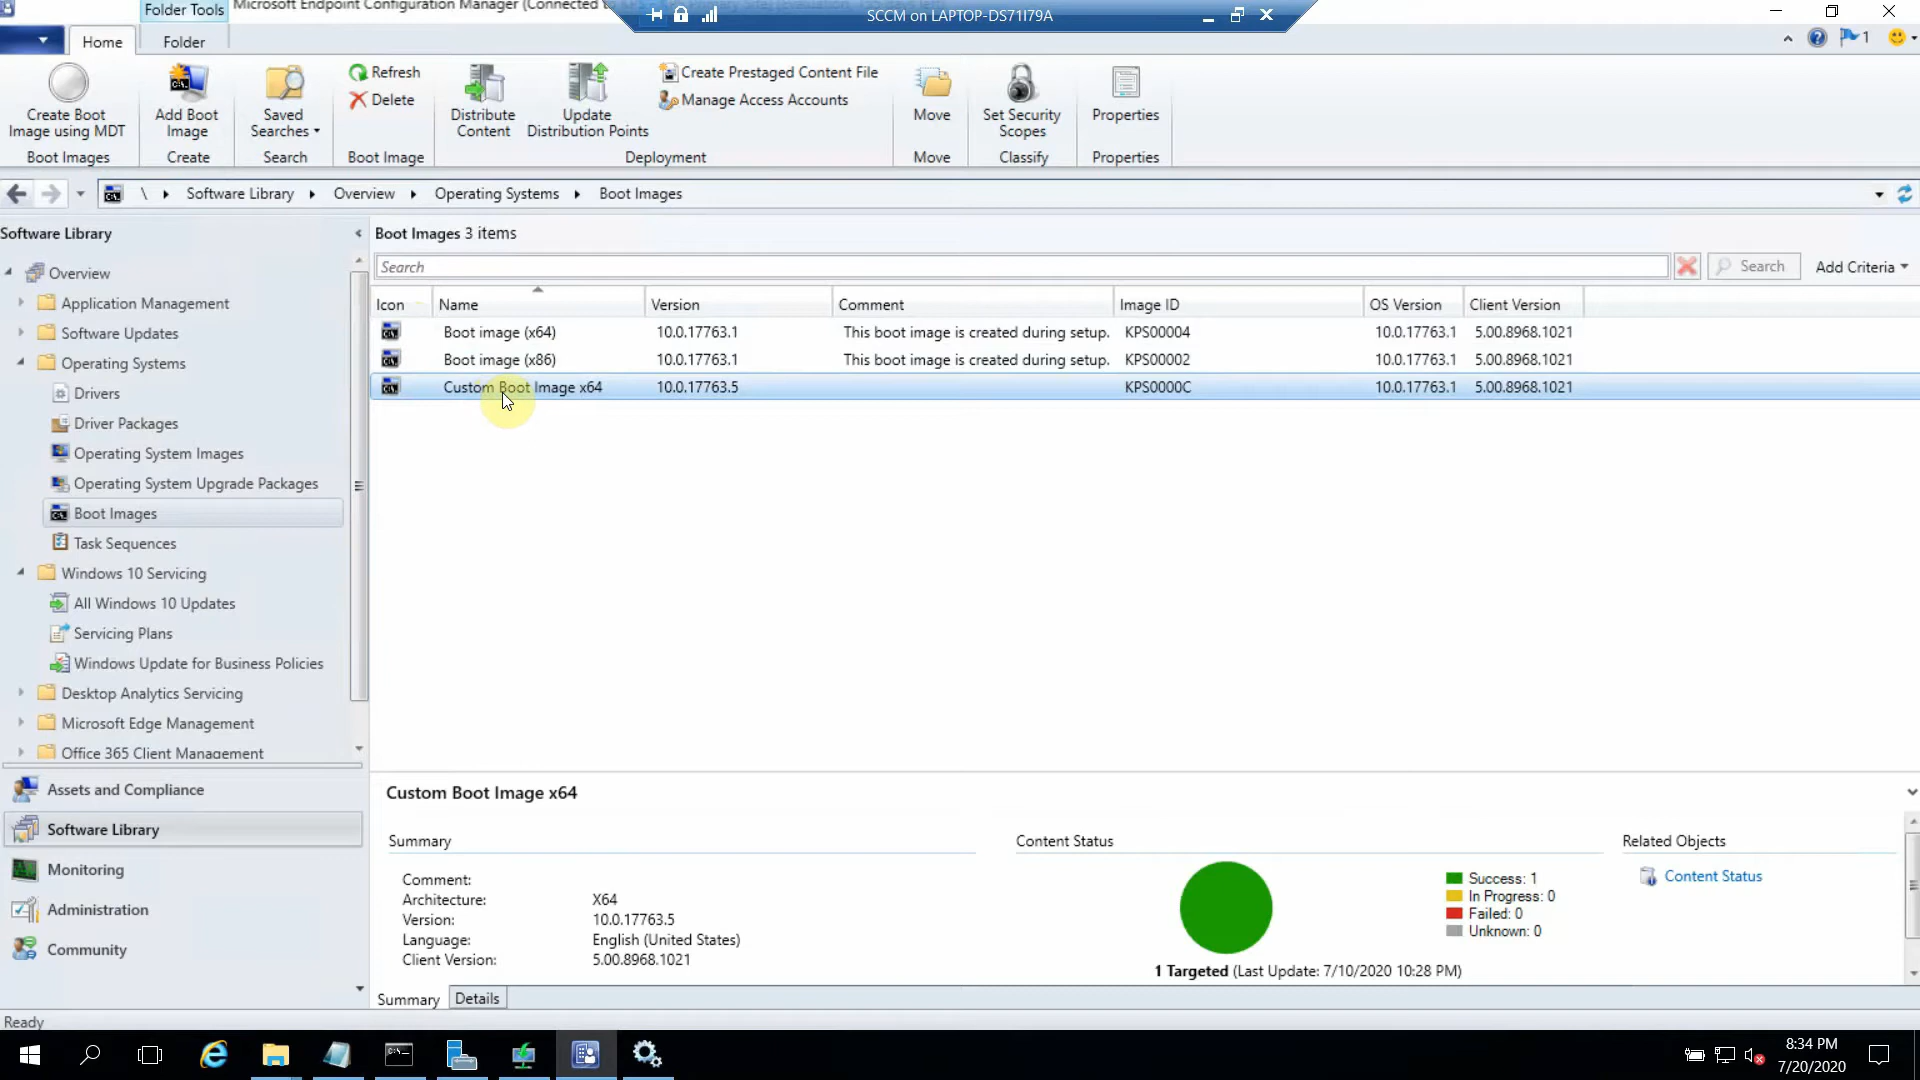 Folder Tools
Microsoft Endpoint Configuration Manager (Connected to
SCCM on LAPTOP-DS71I79A
Home
Folder
1
Create Boot
Image using MDT
Add Boot
Image
Saved
Searches
Refresh
Delete
Distribute
Content
Update
Distribution Points
Create Prestaged Content File
Manage Access Accounts
Move
Set Security
Scopes
Properties
Boot Images
Create
Search
Boot Image
Deployment
Move
Classify
Properties
\ Software Library Overview Operating Systems Boot Images
Software Library
Overview
Application Management
Software Updates
Operating Systems
Drivers
Driver Packages
Operating System Images
Operating System Upgrade Packages
Boot Images
Task Sequences
Windows 10 Servicing
All Windows 10 Updates
Servicing Plans
Windows Update for Business Policies
Desktop Analytics Servicing
Microsoft Edge Management
Office 365 Client Management
Assets and Compliance
Software Library
Monitoring
Administration
Community
Boot Images 3 items
Search
Search
Add Criteria
Icon Name Version Comment Image ID OS Version Client Version
Boot image (x64) 10.0.17763.1 This boot image is created during setup. KPS00004 10.0.17763.1 5.00.8968.1021
Boot image (x86) 10.0.17763.1 This boot image is created during setup. KPS00002 10.0.17763.1 5.00.8968.1021
Custom Boot Image x64 10.0.17763.5 KPS0000C 10.0.17763.1 5.00.8968.1021
Custom Boot Image x64
Summary
Comment:
Architecture: X64
Version: 10.0.17763.5
Language: English (United States)
Client Version: 5.00.8968.1021
Content Status
Success: 1
In Progress: 0
Failed: 0
Unknown: 0
1 Targeted (Last Update: 7/10/2020 10:28 PM)
Related Objects
Content Status
Summary
Details
Ready
8:34 PM
7/20/2020